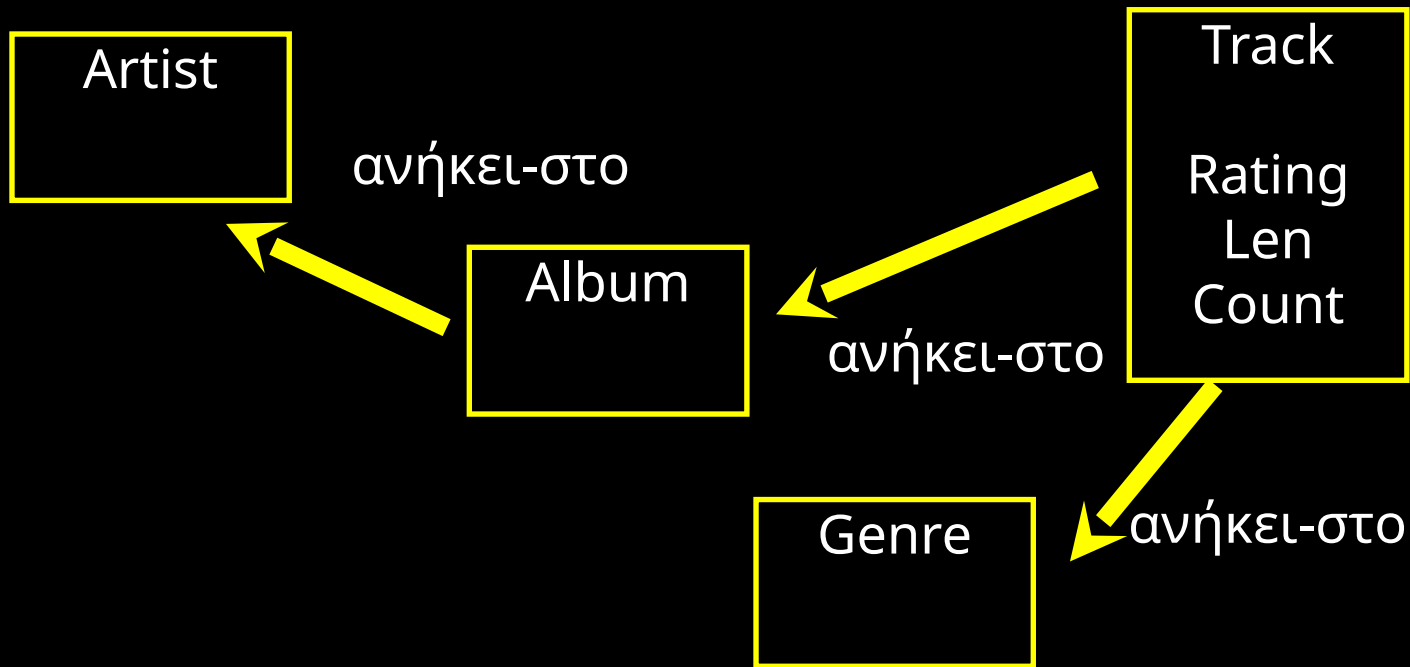 Artist
ανήκει-στο
Album
Track
Rating
Len
Count
ανήκει-στο
Genre
ανήκει-στο